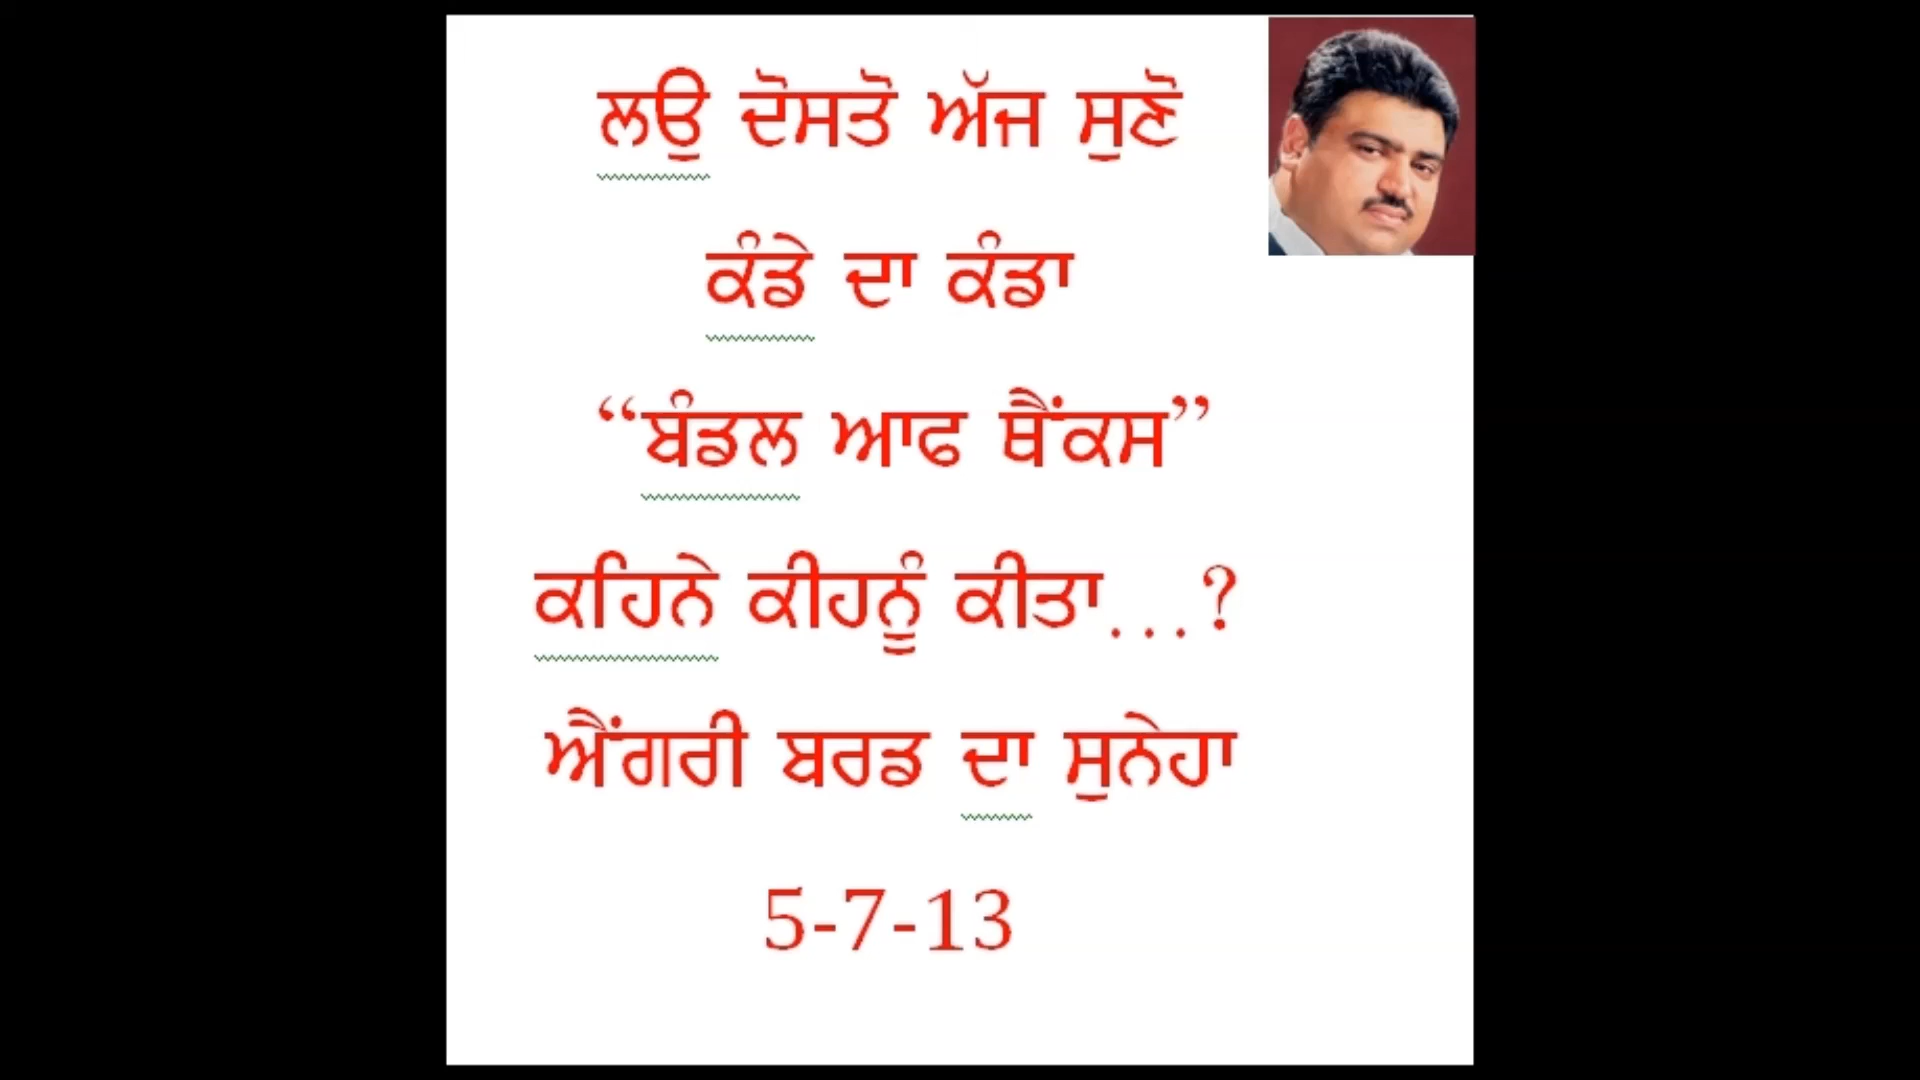 ਲਉ ਦੋਸਤੋ ਅੱਜ ਸੁਣੋ
ਕੰਡੇ ਦਾ ਕੰਡਾ
“ਬੰਡਲ ਆਫ ਥੈਂਕਸ”
ਕਹਿਨੇ ਕੀਹਨੂੰ ਕੀਤਾ...?
ਐਂਗਰੀ ਬਰਡ ਦਾ ਸੁਨੇਹਾ
5-7-13